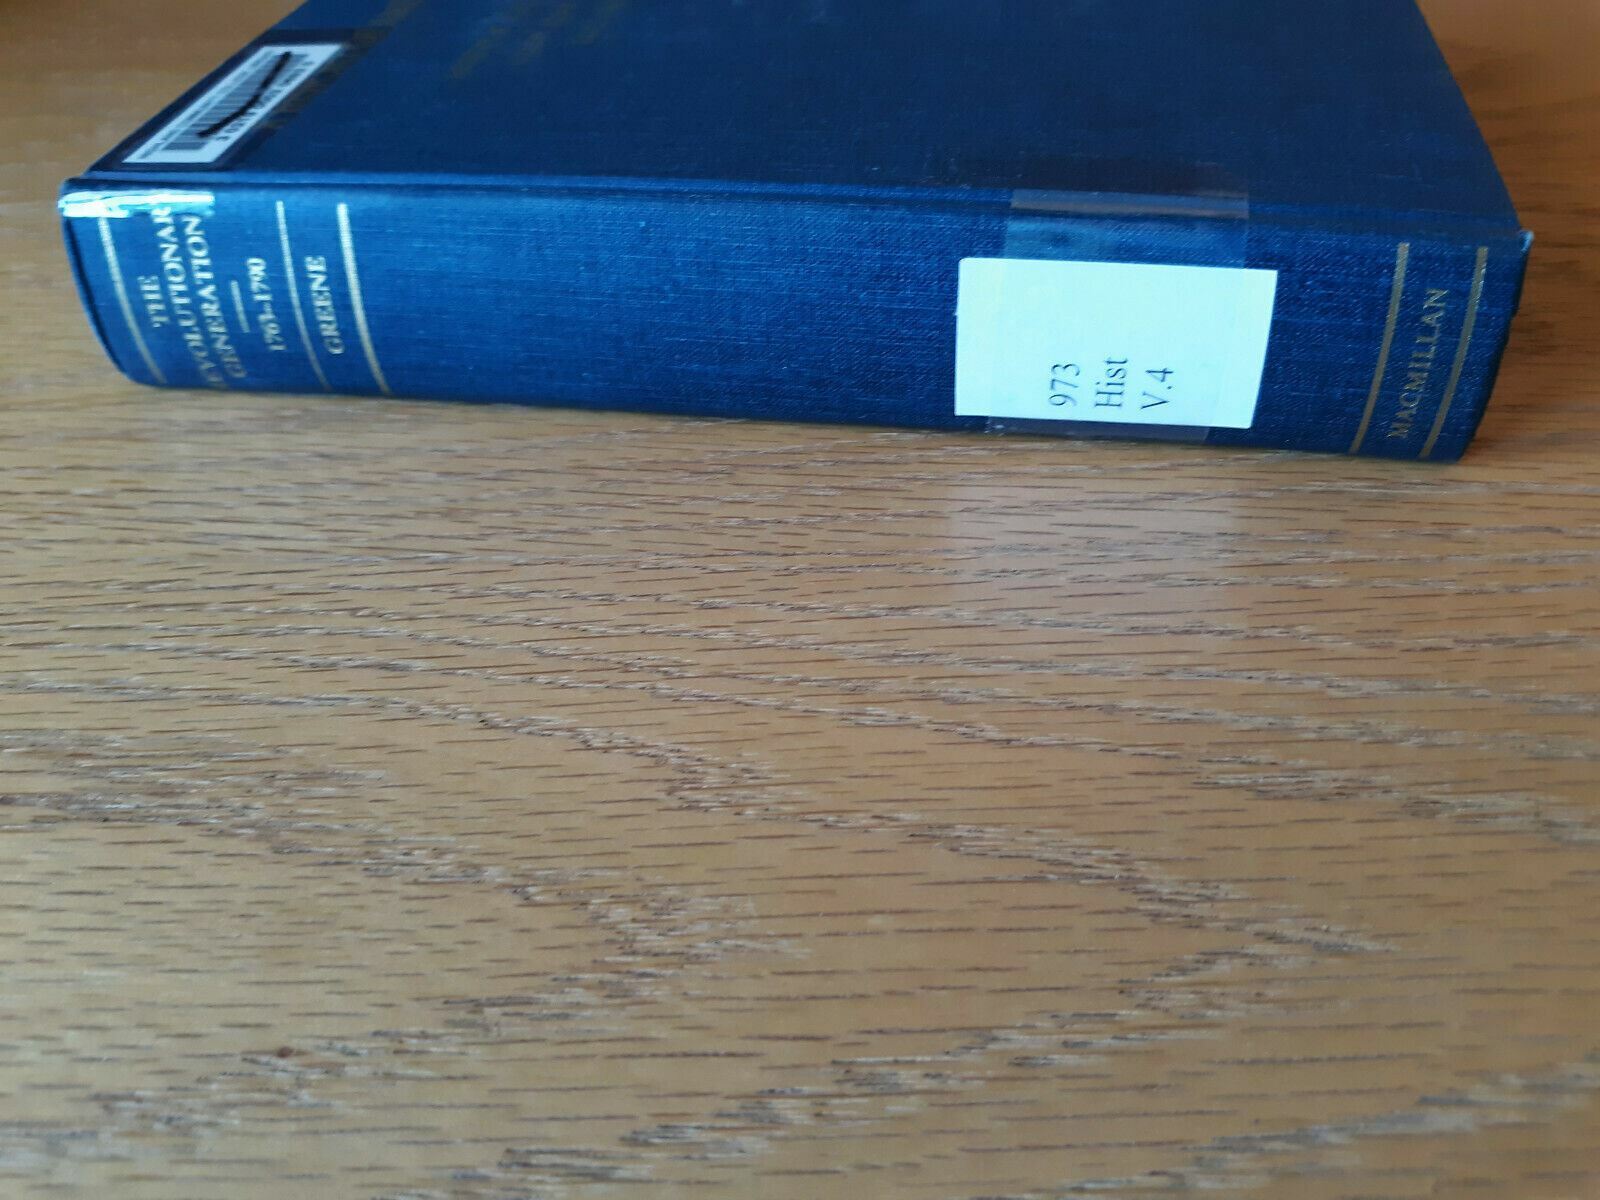 THE
REVOLUTIONARY
GENERATION
1763-1790
GREENE
973
Hist
V.4
MACMILLAN